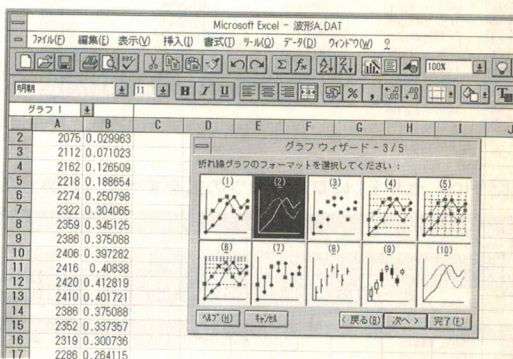 Microsoft Excel - 波形A.DAT
ファイル(F) 編集(E) 表示(V) 挿入(I) 書式(T) ツール(O) データ(D) ウィンドウ(W) ?
100%
明朝 11 B I U % ,
グラフ 1
A B C D E F G H I J
2 2075 0.029963
3 2112 0.071023
4 2162 0.126509
5 2218 0.188654
6 2274 0.250798
7 2322 0.304065
8 2359 0.345125
9 2386 0.375088
10 2406 0.397282
11 2416 0.40838
12 2420 0.412819
13 2410 0.401721
14 2386 0.375088
15 2352 0.337357
16 2319 0.300736
17 2286 0.264115
グラフ ウィザード - 3/5
折れ線グラフのフォーマットを選択してください :
(1) (2) (3) (4) (5)
(6) (7) (8) (9) (10)
ヘルプ(H) キャンセル < 戻る(B) 次へ > 完了(F)